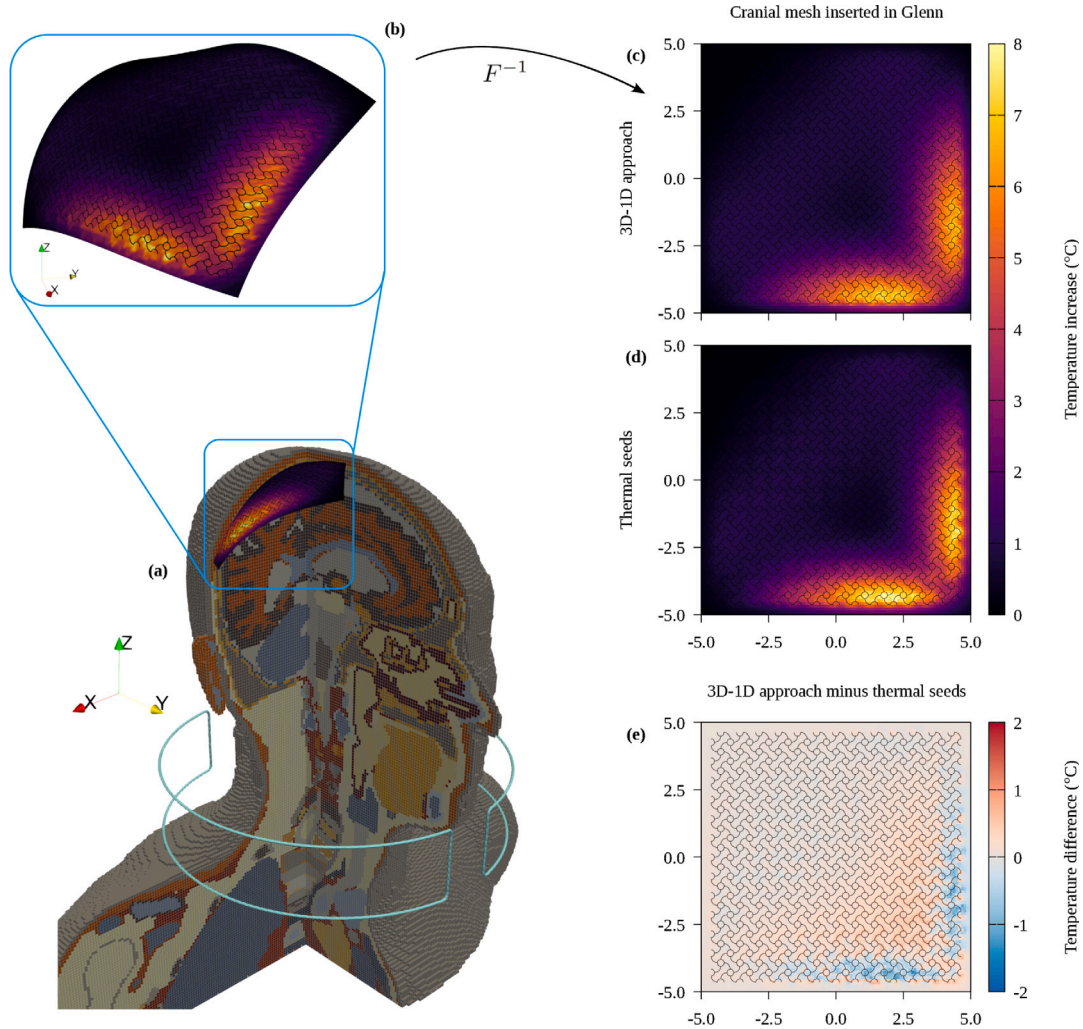 (b)
F⁻¹
Z
Y
X
(a)
Z
X
Y
Cranial mesh inserted in Glenn
(c)
3D-1D approach
5.0
2.5
0.0
-2.5
-5.0
(d)
Thermal seeds
5.0
2.5
0.0
-2.5
-5.0
-5.0
-2.5
0.0
2.5
5.0
8
7
6
5
4
3
2
1
0
Temperature increase (°C)
3D-1D approach minus thermal seeds
(e)
5.0
2.5
0.0
-2.5
-5.0
-5.0
-2.5
0.0
2.5
5.0
2
1
0
-1
-2
Temperature difference (°C)